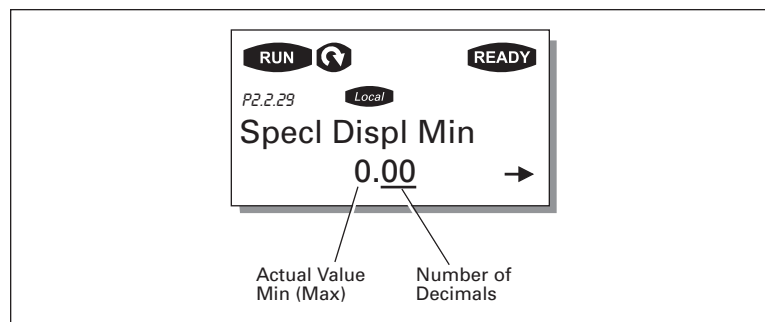 RUN READY
P2.2.29 Local
Specl Displ Min
0.00
Actual Value Number of
Min (Max) Decimals